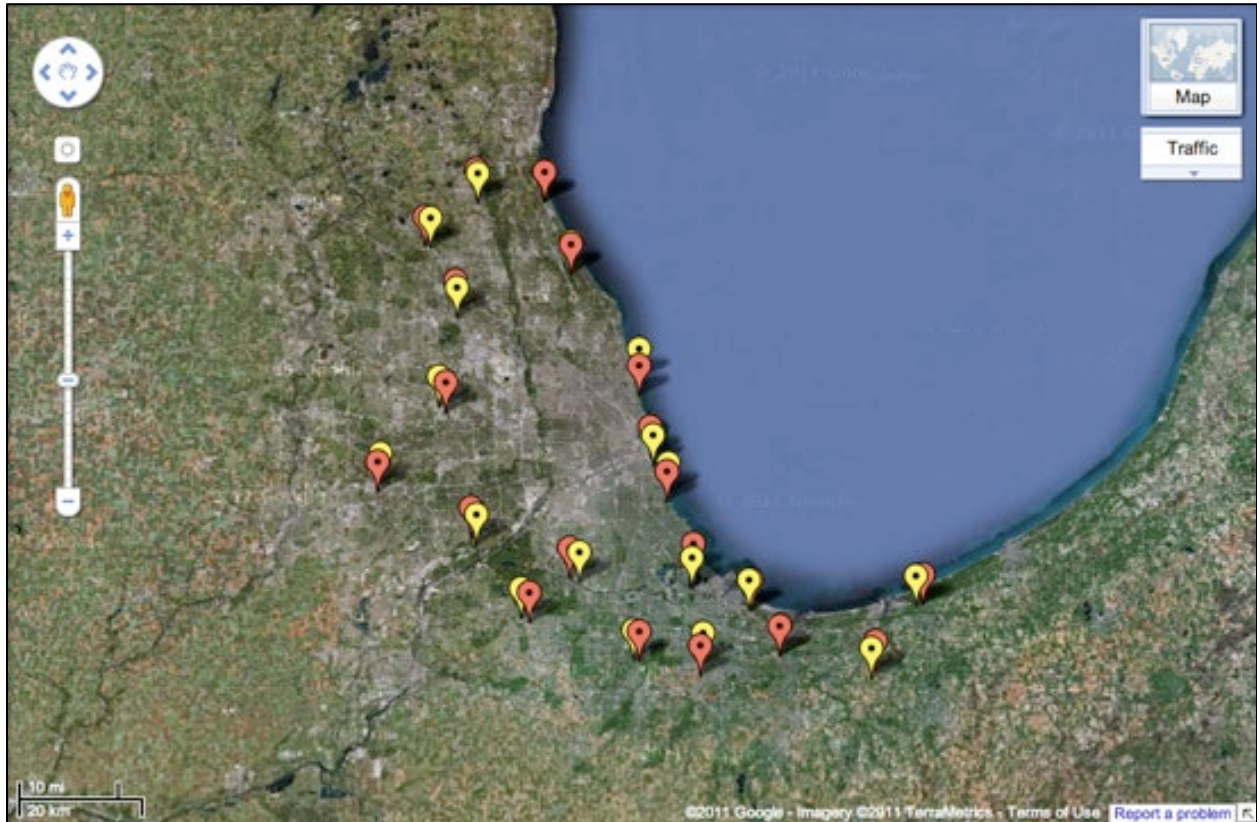 Map
Traffic
10 mi
20 km
©2011 Google - Imagery ©2011 TerraMetrics - Terms of Use Report a problem